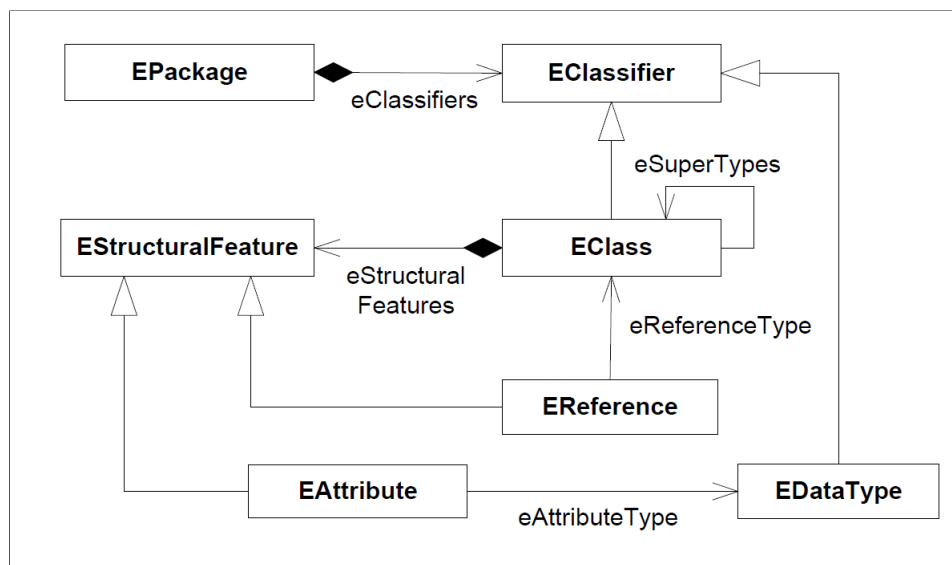 EPackage
EClassifier
eClassifiers
eSuperTypes
EStructuralFeature
EClass
eStructural
Features
eReferenceType
EReference
EAttribute
EDataType
eAttributeType